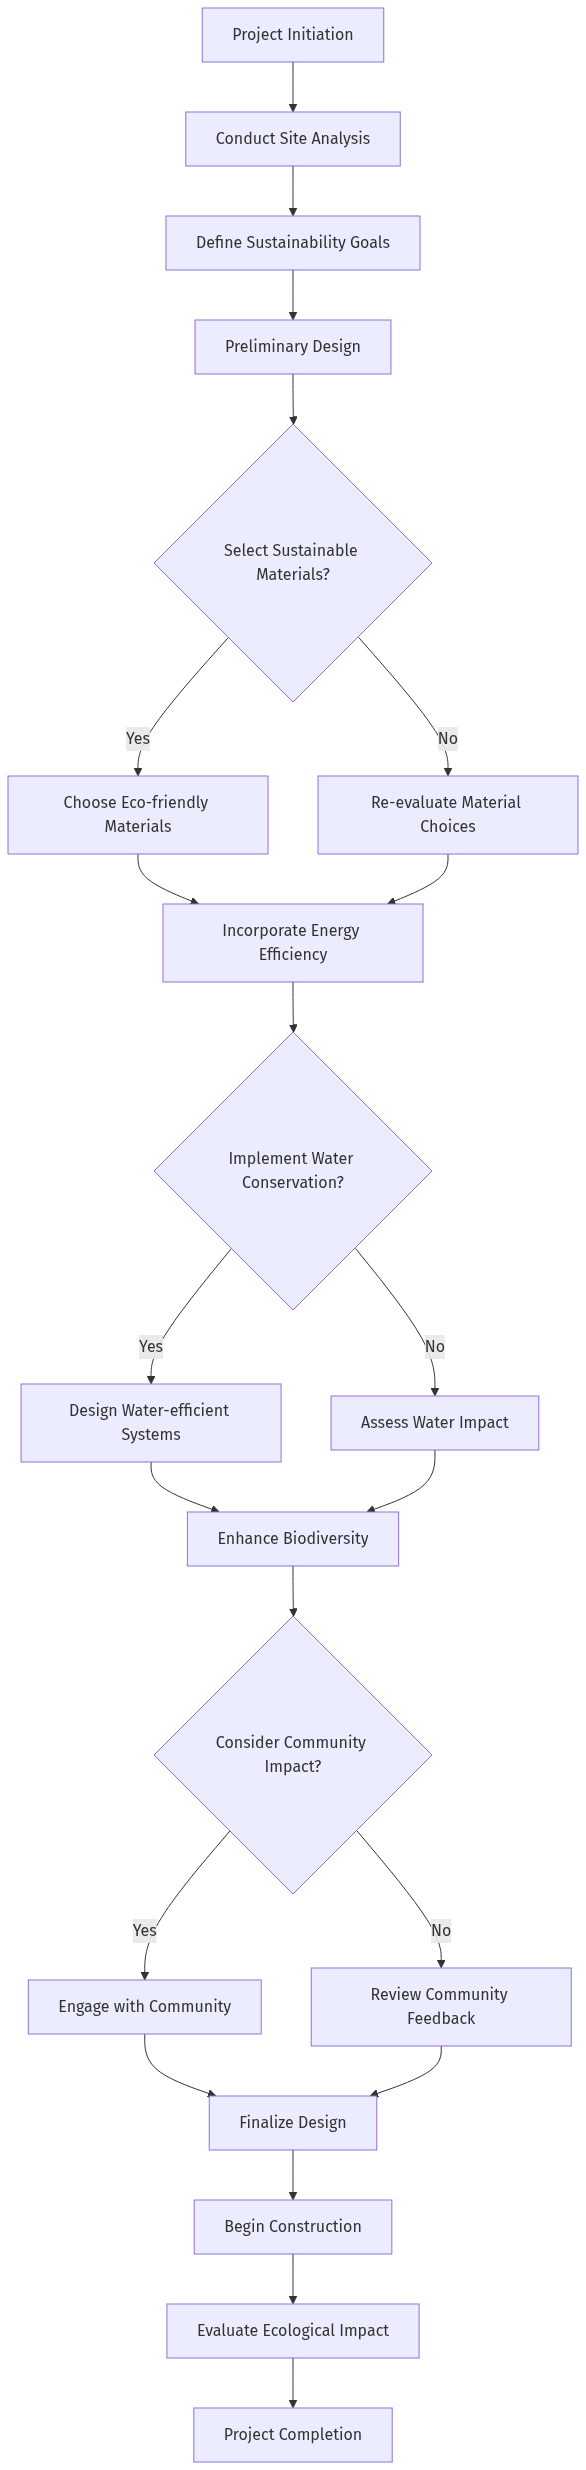 Project Initiation
Conduct Site Analysis
Define Sustainability Goals
Preliminary Design
Select Sustainable
Materials?
Yes
No
Choose Eco-friendly
Materials
Re-evaluate Material
Choices
Incorporate Energy
Efficiency
Implement Water
Conservation?
Yes
No
Design Water-efficient
Systems
Assess Water Impact
Enhance Biodiversity
Consider Community
Impact?
Yes
No
Engage with Community
Review Community
Feedback
Finalize Design
Begin Construction
Evaluate Ecological Impact
Project Completion